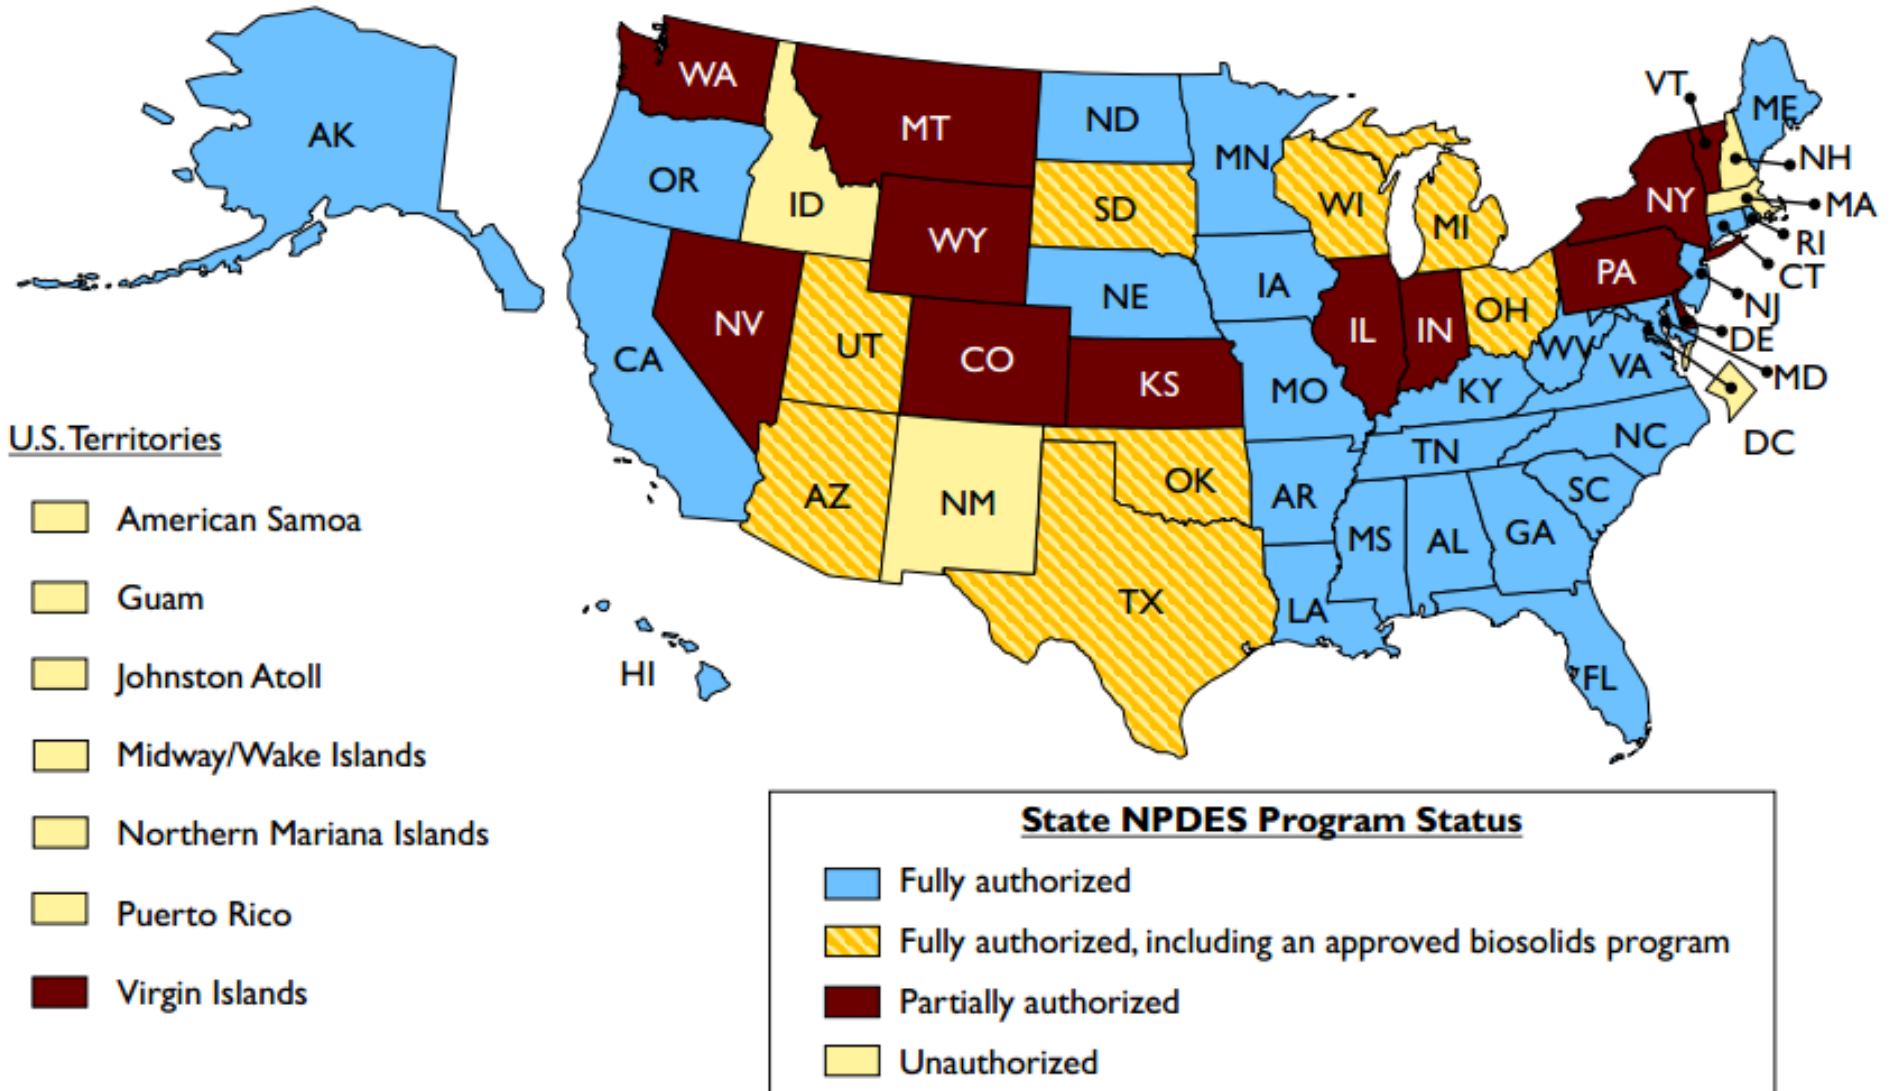 AK
WA
MT
ND
MN
OR
ID
WY
SD
WI
MI
NY
VT
ME
NH
MA
RI
CT
NJ
DE
MD
DC
PA
NV
UT
CO
NE
IA
IL
IN
OH
WV
VA
CA
KS
MO
KY
NC
TN
AZ
NM
OK
AR
SC
MS
AL
GA
TX
LA
FL
HI
U.S. Territories
American Samoa
Guam
Johnston Atoll
Midway/Wake Islands
Northern Mariana Islands
Puerto Rico
Virgin Islands
State NPDES Program Status
Fully authorized
Fully authorized, including an approved biosolids program
Partially authorized
Unauthorized